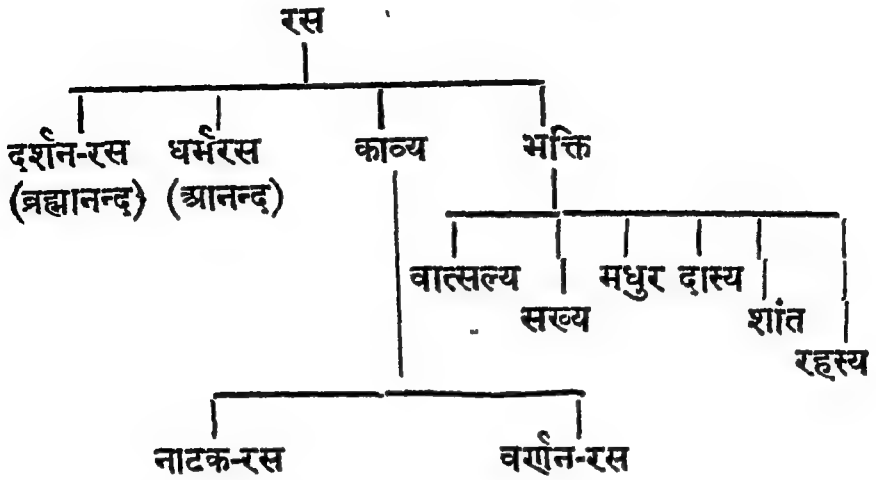 रस
दर्शन-रस धर्मरस काव्य भक्ति
(ब्रह्मानन्द) (आनन्द)
वात्सल्य मधुर दास्य
सख्य शांत
रहस्य
नाटक-रस वर्णन-रस